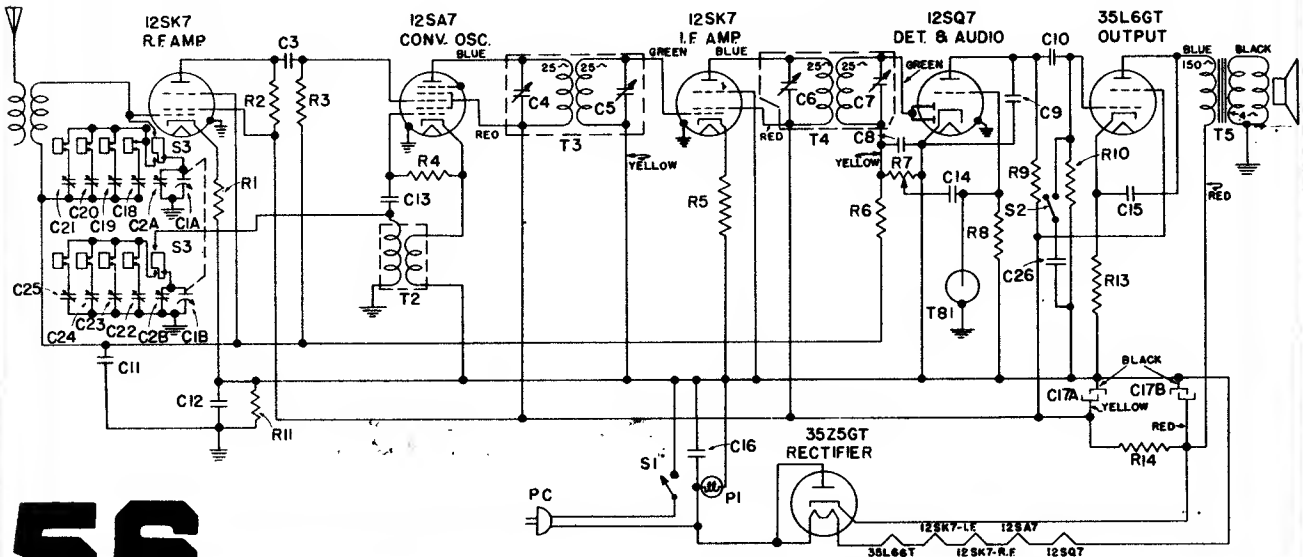 12SK7
R.F. AMP.
12SA7
CONV. OSC.
12SK7
I.F. AMP
12SQ7
DET. & AUDIO
35L6GT
OUTPUT
C3
R2
R3
BLUE
25~
25~
GREEN
C4
C5
RED
T3
YELLOW
BLUE
25~
25~
GREEN
C6
C7
RED
T4
C8
YELLOW
C9
C10
BLUE
150~
BLACK
4~
T5
RED
S3
C21
C20
C19
C18
C2A
C1A
R1
R4
C13
T2
R5
R6
R7
C14
R8
T81
R9
S2
C26
R10
C15
R13
S3
C25
C24
C23
C22
C2B
C1B
C11
C12
R11
BLACK
C17A
C17B
YELLOW
RED
R14
S1
C16
P1
PC
35Z5GT
RECTIFIER
35L6GT
12SK7-I.F.
12SK7-R.F.
12SA7
12SQ7